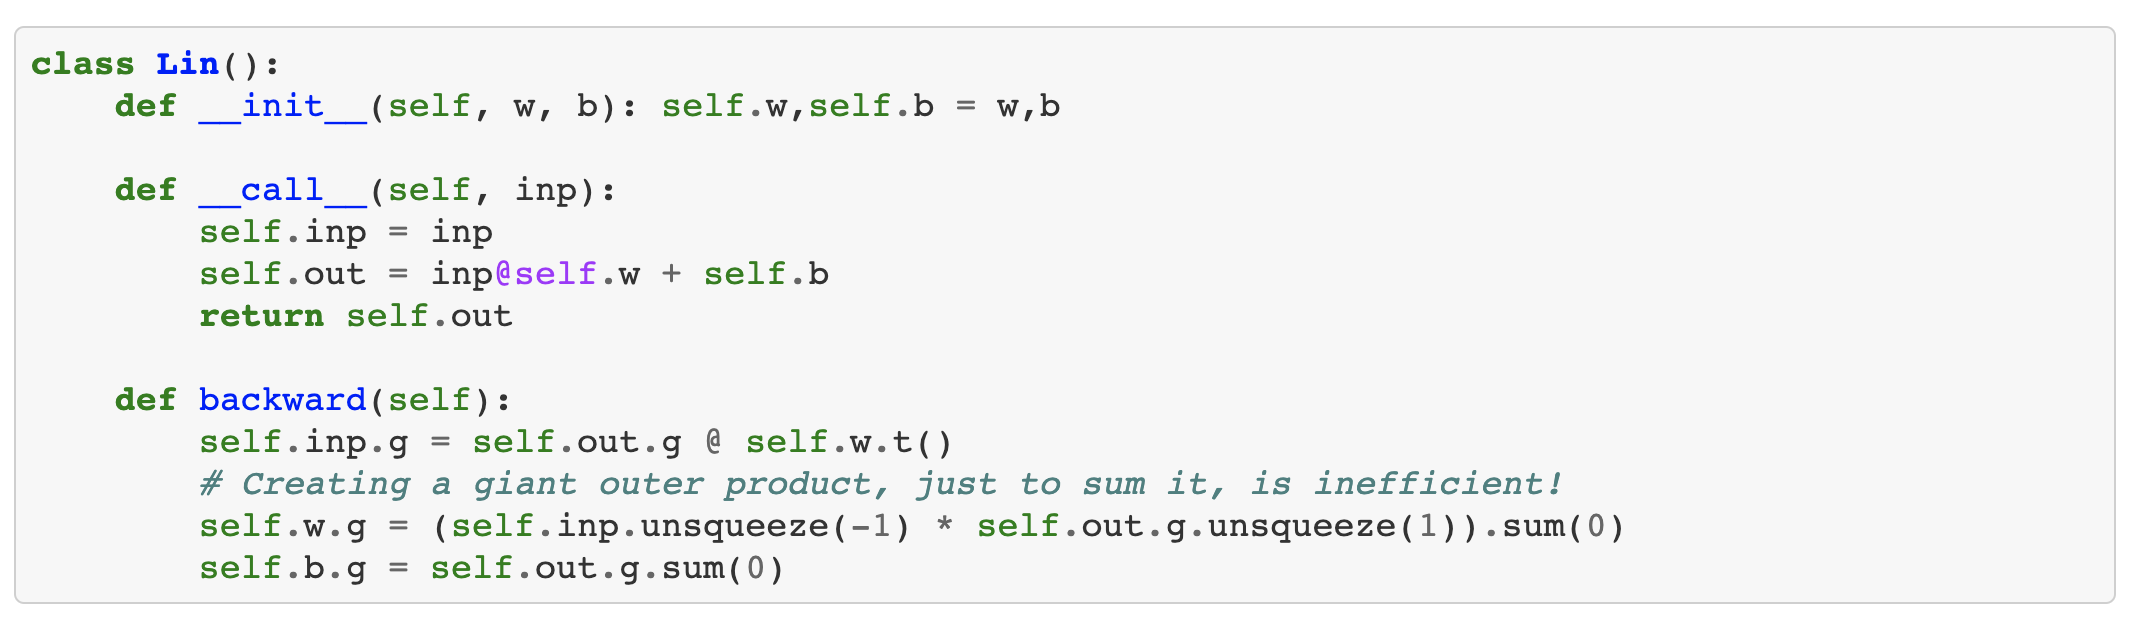 class Lin():
    def __init__(self, w, b): self.w,self.b = w,b

    def __call__(self, inp):
        self.inp = inp
        self.out = inp@self.w + self.b
        return self.out

    def backward(self):
        self.inp.g = self.out.g @ self.w.t()
        # Creating a giant outer product, just to sum it, is inefficient!
        self.w.g = (self.inp.unsqueeze(-1) * self.out.g.unsqueeze(1)).sum(0)
        self.b.g = self.out.g.sum(0)